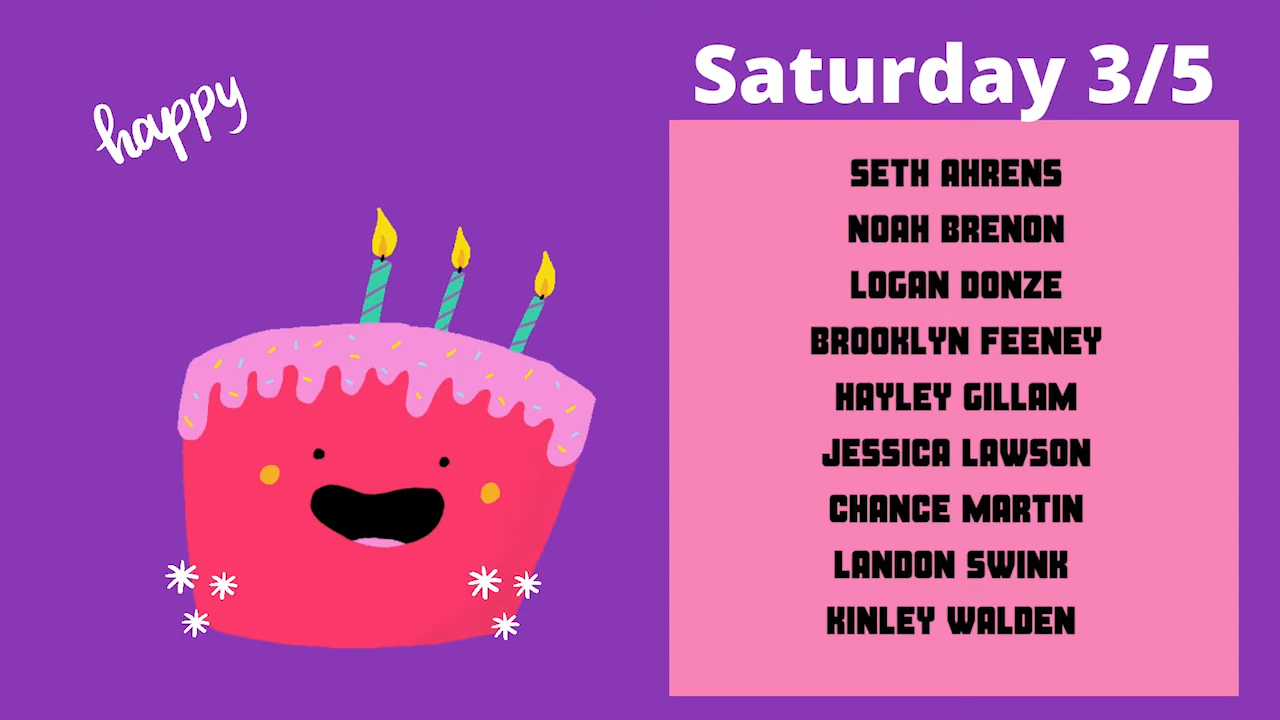 happy
Saturday 3/5
SETH AHRENS
NOAH BRENON
LOGAN DONZE
BROOKLYN FEENEY
HAYLEY GILLAM
JESSICA LAWSON
CHANCE MARTIN
LANDON SWINK
KINLEY WALDEN